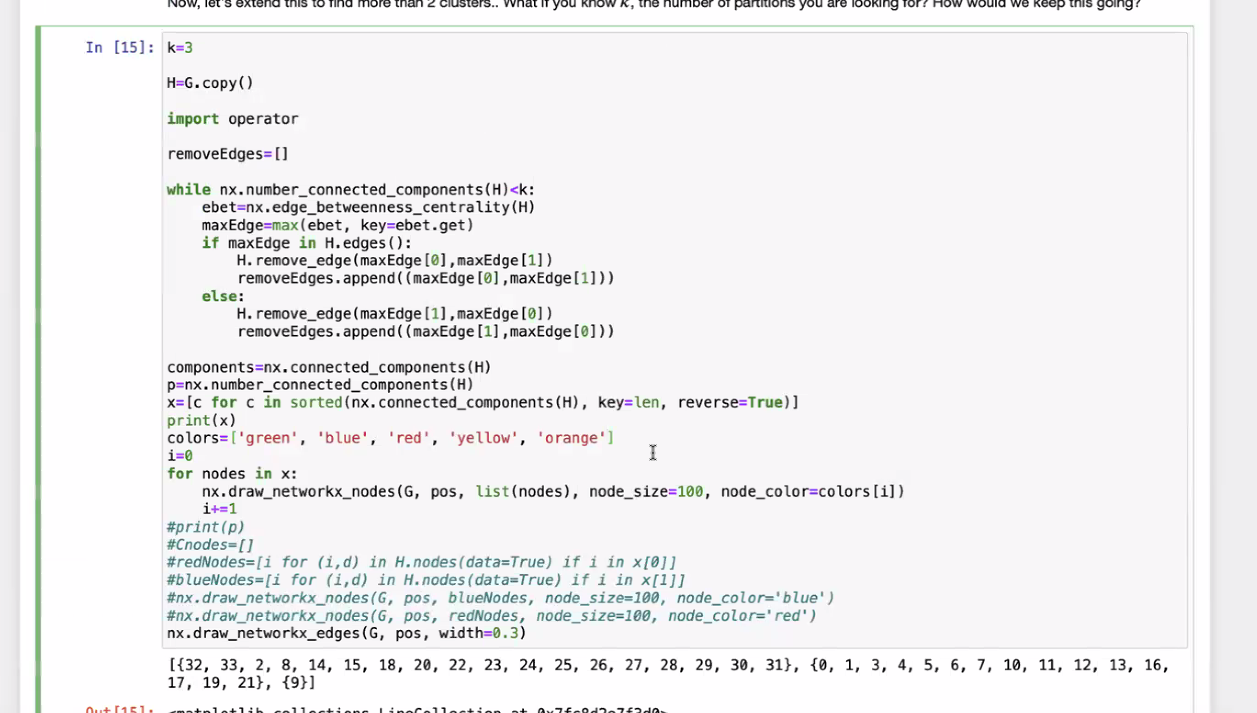 Now, let's extend this to find more than 2 clusters.. What if you know k, the number of partitions you are looking for? How would we keep this going?
In [15]:
k=3
H=G.copy()
import operator
removeEdges=[]
while nx.number_connected_components(H)<k:
    ebet=nx.edge_betweenness_centrality(H)
    maxEdge=max(ebet, key=ebet.get)
    if maxEdge in H.edges():
        H.remove_edge(maxEdge[0],maxEdge[1])
        removeEdges.append((maxEdge[0],maxEdge[1]))
    else:
        H.remove_edge(maxEdge[1],maxEdge[0])
        removeEdges.append((maxEdge[1],maxEdge[0]))
components=nx.connected_components(H)
p=nx.number_connected_components(H)
x=[c for c in sorted(nx.connected_components(H), key=len, reverse=True)]
print(x)
colors=['green', 'blue', 'red', 'yellow', 'orange']
i=0
for nodes in x:
    nx.draw_networkx_nodes(G, pos, list(nodes), node_size=100, node_color=colors[i])
    i+=1
#print(p)
#Cnodes=[]
#redNodes=[i for (i,d) in H.nodes(data=True) if i in x[0]]
#blueNodes=[i for (i,d) in H.nodes(data=True) if i in x[1]]
#nx.draw_networkx_nodes(G, pos, blueNodes, node_size=100, node_color='blue')
#nx.draw_networkx_nodes(G, pos, redNodes, node_size=100, node_color='red')
nx.draw_networkx_edges(G, pos, width=0.3)
[{32, 33, 2, 8, 14, 15, 18, 20, 22, 23, 24, 25, 26, 27, 28, 29, 30, 31}, {0, 1, 3, 4, 5, 6, 7, 10, 11, 12, 13, 16,
17, 19, 21}, {9}]
Out[15]: <matplotlib.collections.LineCollection at